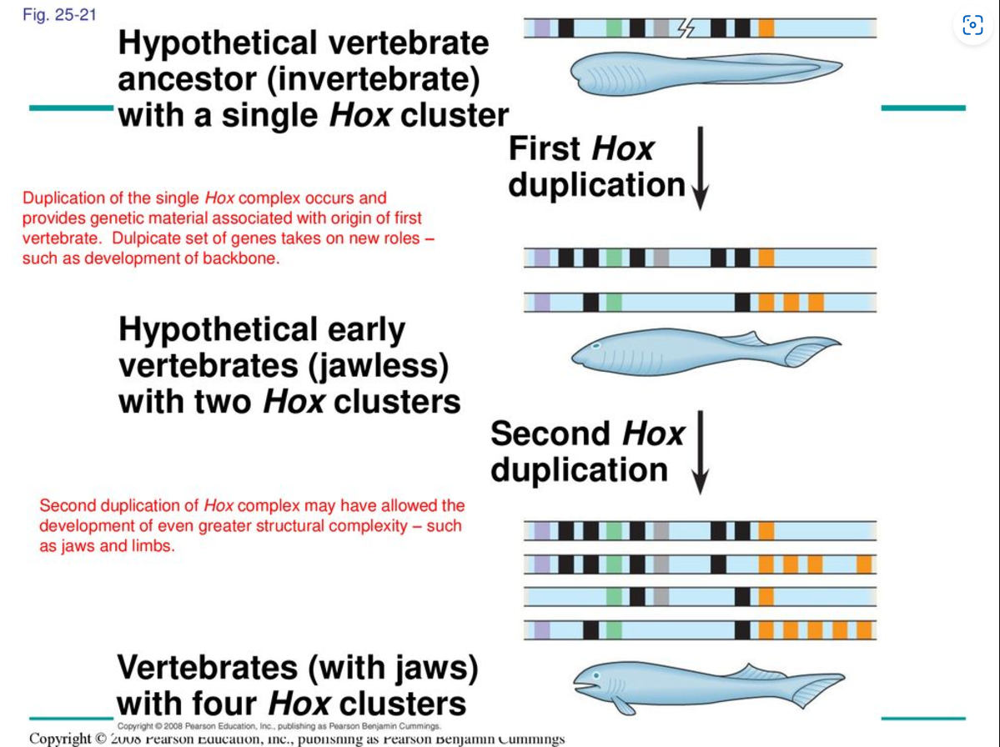 Fig. 25-21
Hypothetical vertebrate
ancestor (invertebrate)
with a single Hox cluster
First Hox
duplication
Duplication of the single Hox complex occurs and
provides genetic material associated with origin of first
vertebrate. Dulpicate set of genes takes on new roles –
such as development of backbone.
Hypothetical early
vertebrates (jawless)
with two Hox clusters
Second Hox
duplication
Second duplication of Hox complex may have allowed the
development of even greater structural complexity – such
as jaws and limbs.
Vertebrates (with jaws)
with four Hox clusters
Copyright © 2008 Pearson Education, Inc., publishing as Pearson Benjamin Cummings.
Copyright © 2008 Pearson Education, Inc., publishing as Pearson Benjamin Cummings